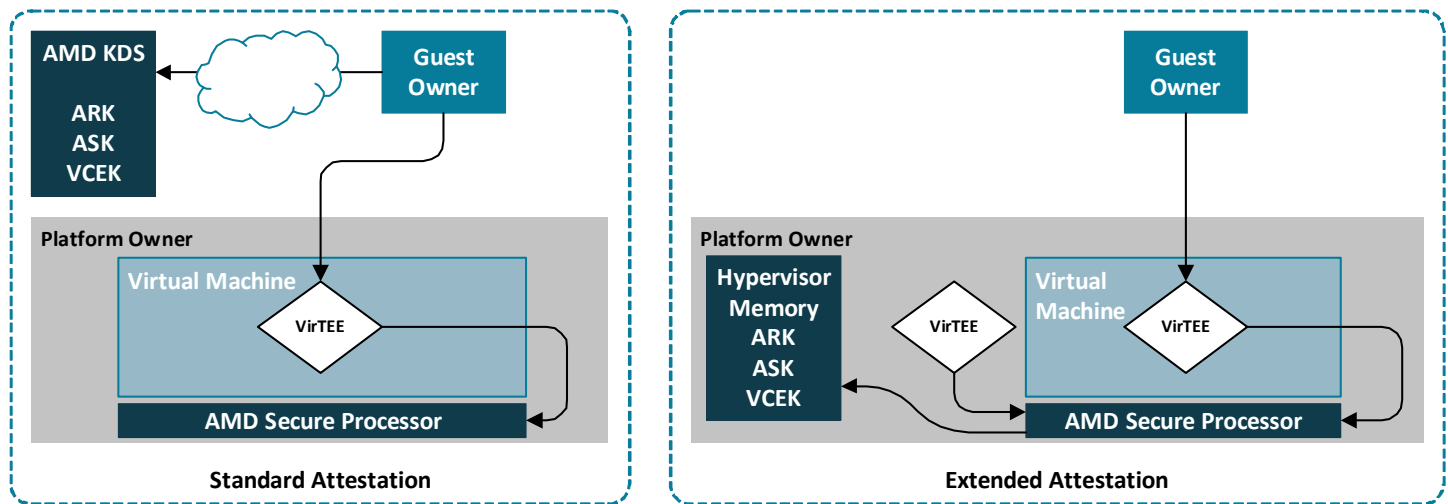 AMD KDS
ARK
ASK
VCEK
Guest
Owner
Platform Owner
Virtual Machine
VirTEE
AMD Secure Processor
Standard Attestation
Guest
Owner
Platform Owner
Hypervisor
Memory
ARK
ASK
VCEK
VirTEE
Virtual
Machine
VirTEE
AMD Secure Processor
Extended Attestation